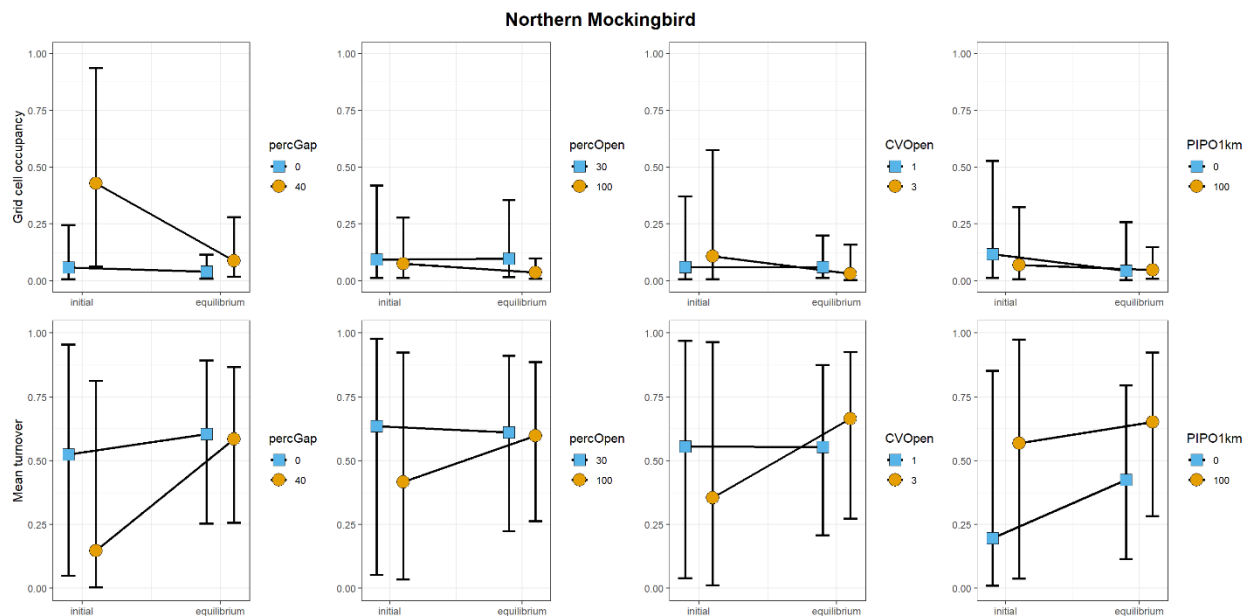 Northern Mockingbird
Grid cell occupancy
1.00
0.75
0.50
0.25
0.00
initial
equilibrium
percGap
0
40
1.00
0.75
0.50
0.25
0.00
initial
equilibrium
percOpen
30
100
1.00
0.75
0.50
0.25
0.00
initial
equilibrium
CVOpen
1
3
1.00
0.75
0.50
0.25
0.00
initial
equilibrium
PIPO1km
0
100
Mean turnover
1.00
0.75
0.50
0.25
0.00
initial
equilibrium
percGap
0
40
1.00
0.75
0.50
0.25
0.00
initial
equilibrium
percOpen
30
100
1.00
0.75
0.50
0.25
0.00
initial
equilibrium
CVOpen
1
3
1.00
0.75
0.50
0.25
0.00
initial
equilibrium
PIPO1km
0
100